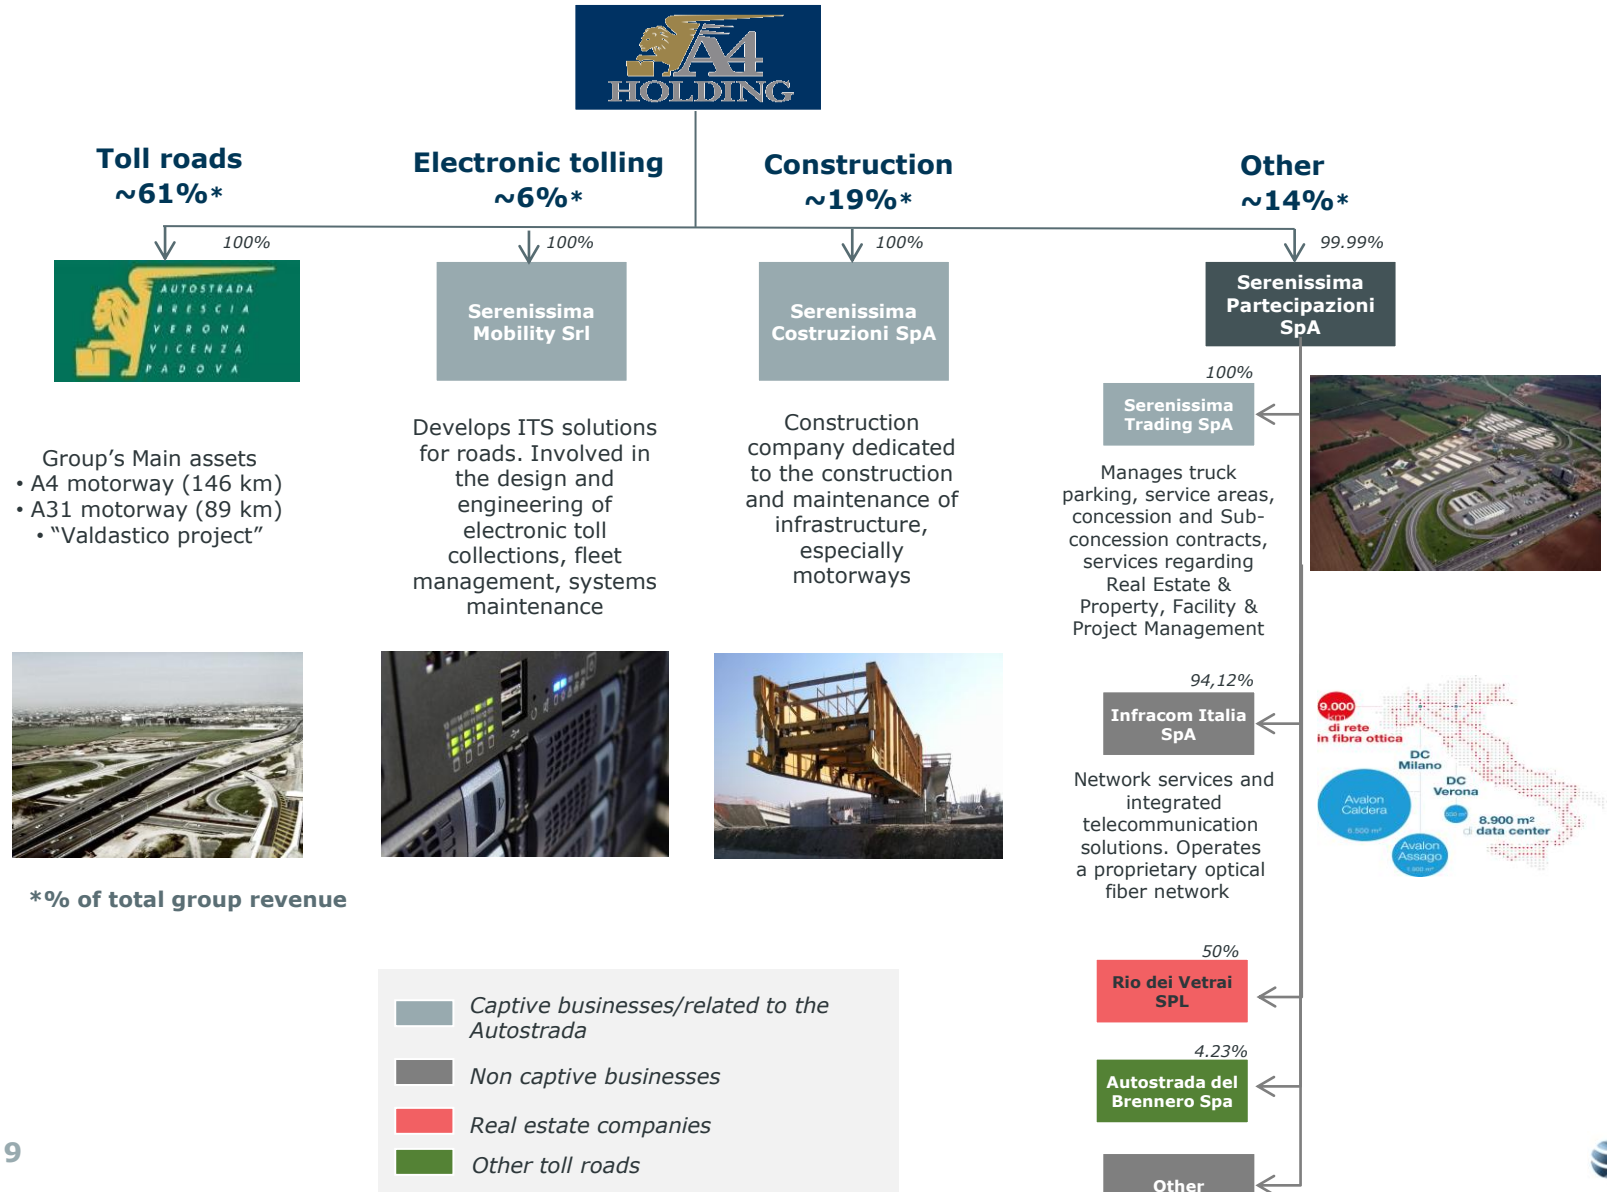 A4
HOLDING
Toll roads
~61%*
Electronic tolling
~6%*
Construction
~19%*
Other
~14%*
100%
100%
100%
99.99%
AUTOSTRADA
BRESCIA
VERONA
VICENZA
PADOVA
Serenissima
Mobility Srl
Serenissima
Costruzioni SpA
Serenissima
Partecipazioni
SpA
Group’s Main assets
• A4 motorway (146 km)
• A31 motorway (89 km)
• “Valdastico project”
Develops ITS solutions
for roads. Involved in
the design and
engineering of
electronic toll
collections, fleet
management, systems
maintenance
Construction
company dedicated
to the construction
and maintenance of
infrastructure,
especially
motorways
100%
Serenissima
Trading SpA
Manages truck
parking, service areas,
concession and Sub-
concession contracts,
services regarding
Real Estate &
Property, Facility &
Project Management
94,12%
Infracom Italia
SpA
Network services and
integrated
telecommunication
solutions. Operates
a proprietary optical
fiber network
9.000
km
di rete
in fibra ottica
DC
Milano
DC
Verona
Avalon
Caldera
6.500 m²
8.900 m²
di data center
Avalon
Assago
*% of total group revenue
50%
Rio dei Vetrai
SPL
4.23%
Autostrada del
Brennero Spa
Other
Captive businesses/related to the
Autostrada
Non captive businesses
Real estate companies
Other toll roads
9